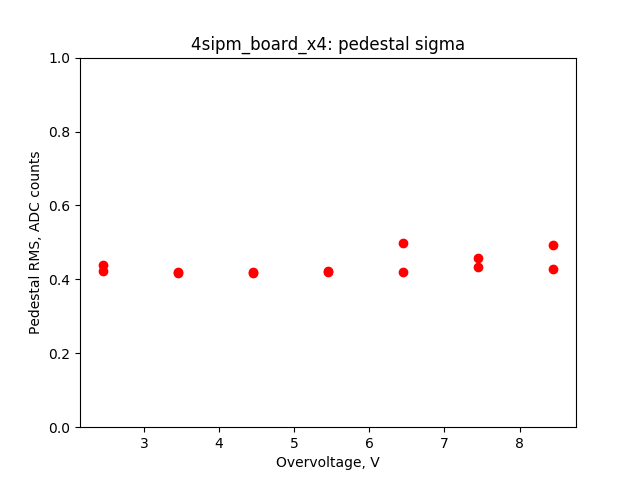 4sipm_board_x4: pedestal sigma
1.0
0.8
0.6
0.4
0.2
0.0
Pedestal RMS, ADC counts
3 4 5 6 7 8
Overvoltage, V